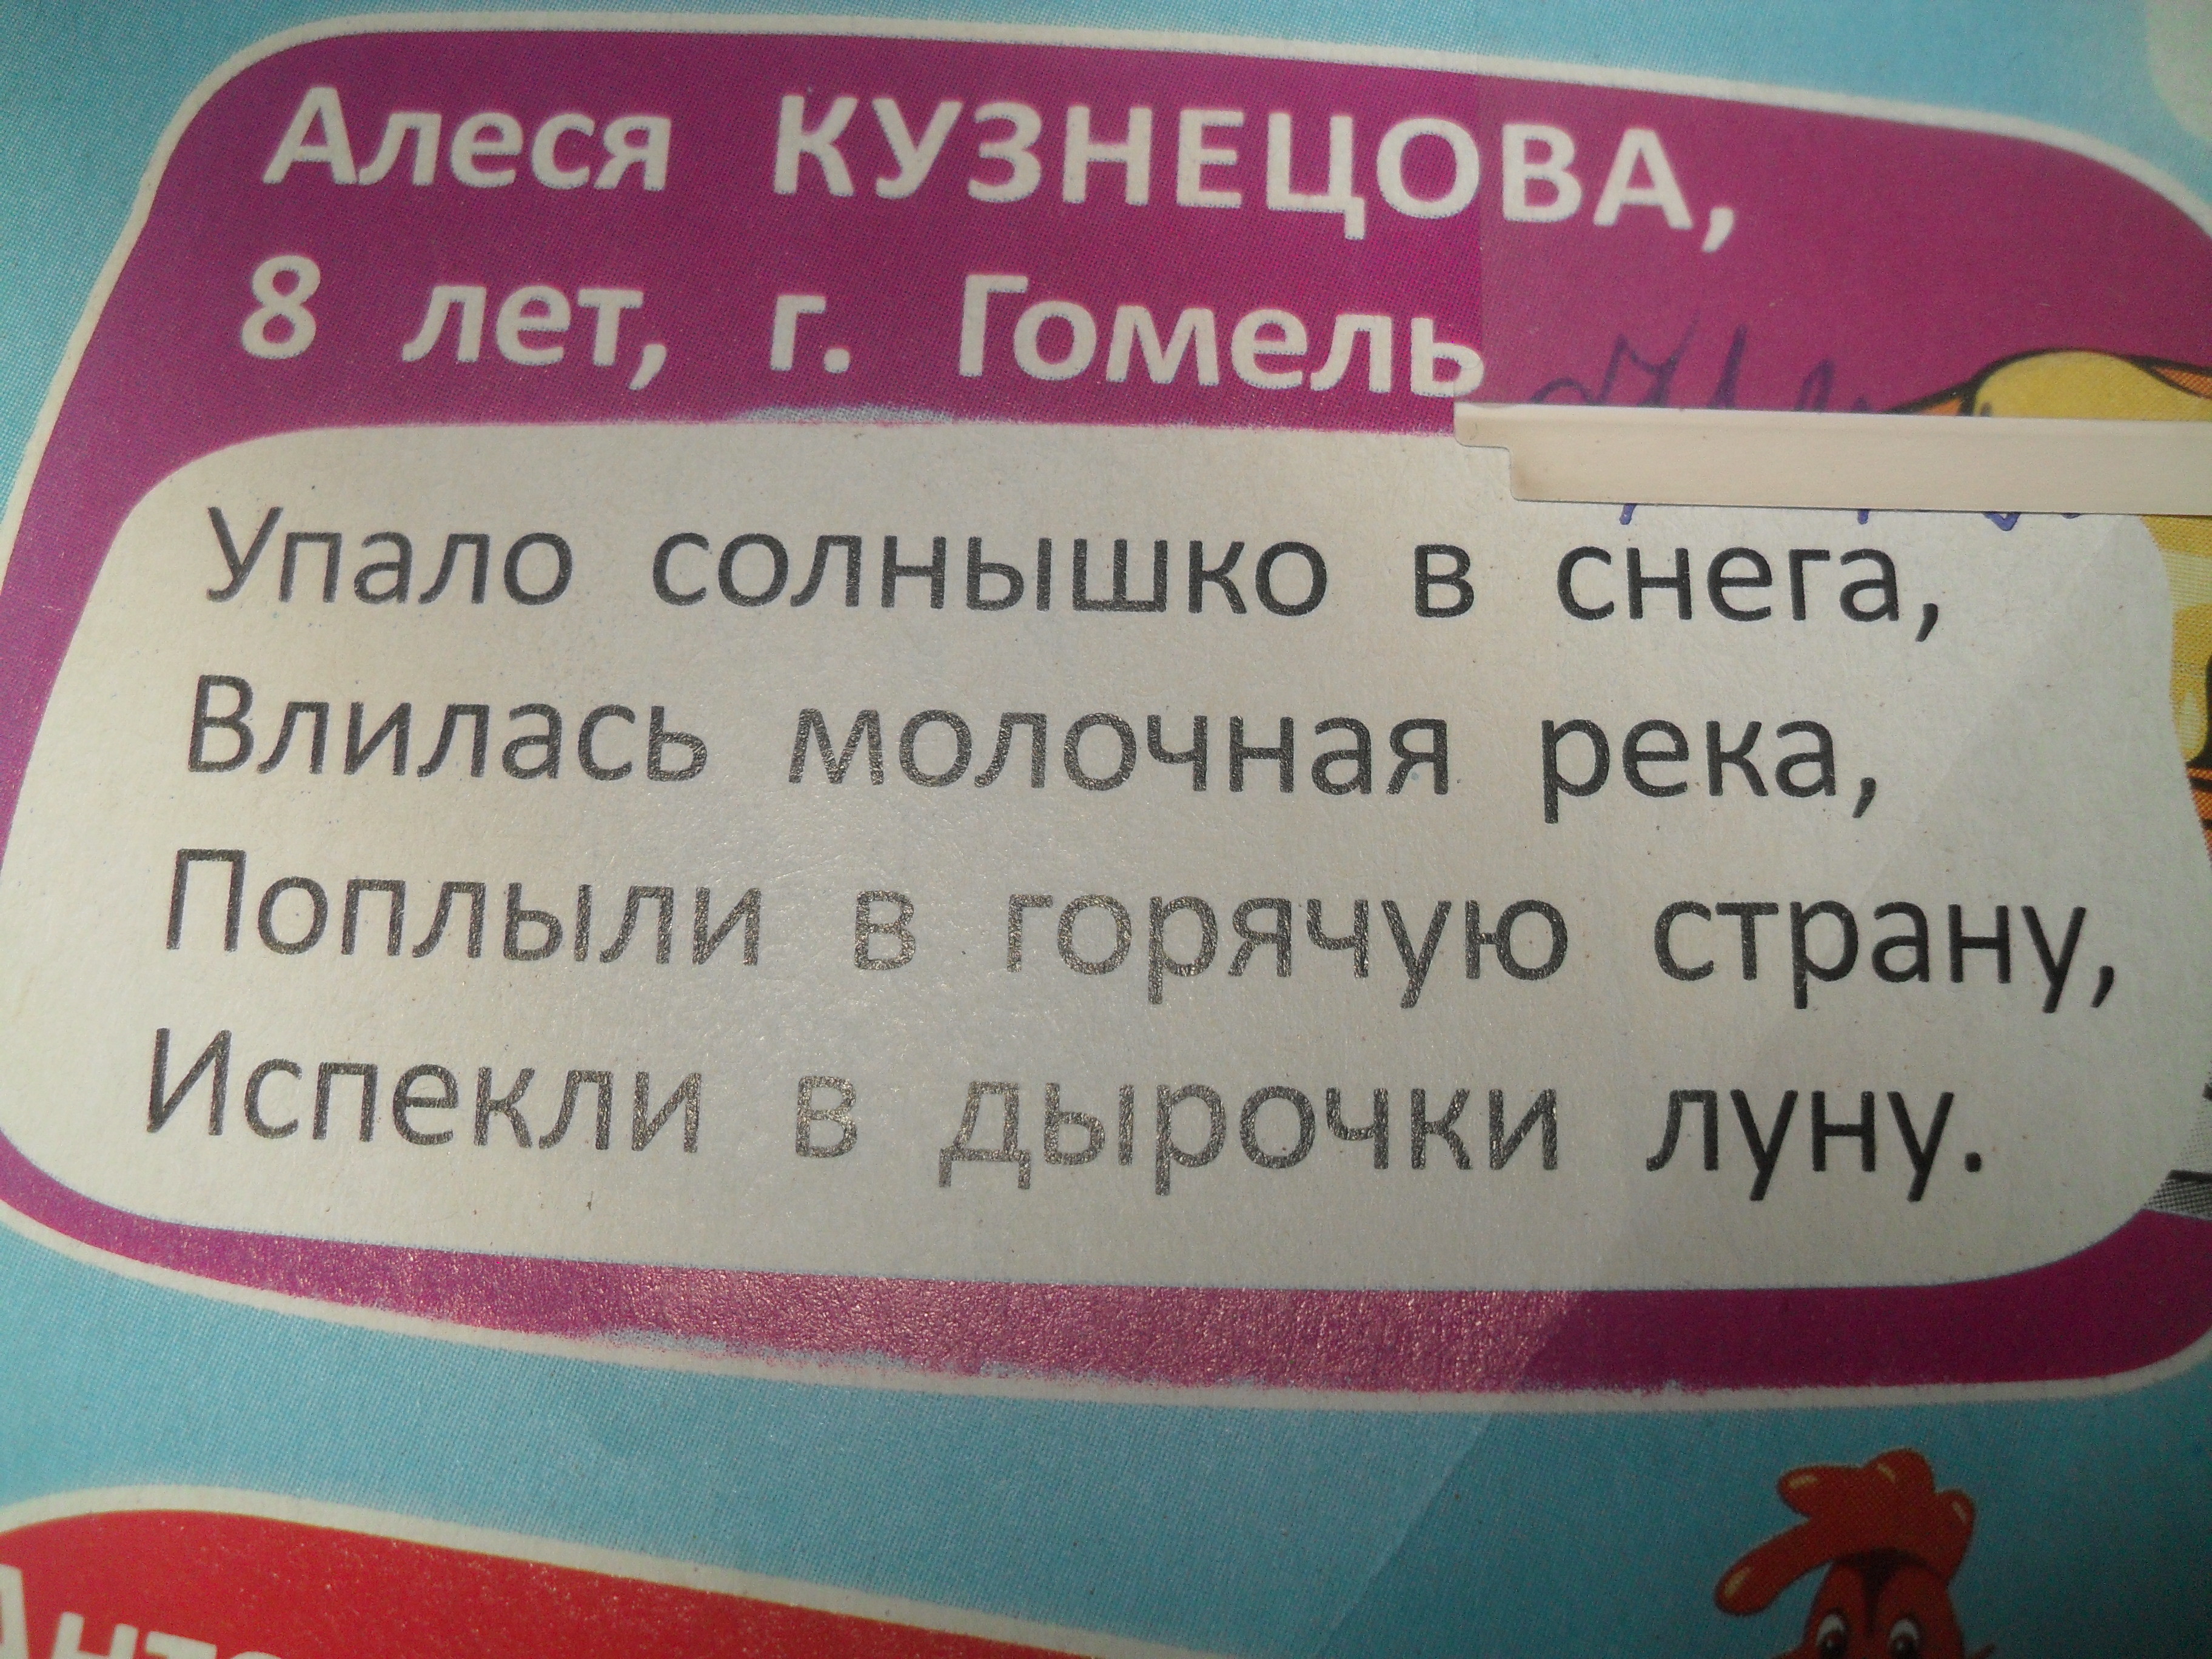 Алеся КУЗНЕЦОВА,
8 лет, г. Гомель
Упало солнышко в снега,
Влилась молочная река,
Поплыли в горячую страну,
Испекли в дырочки луну.